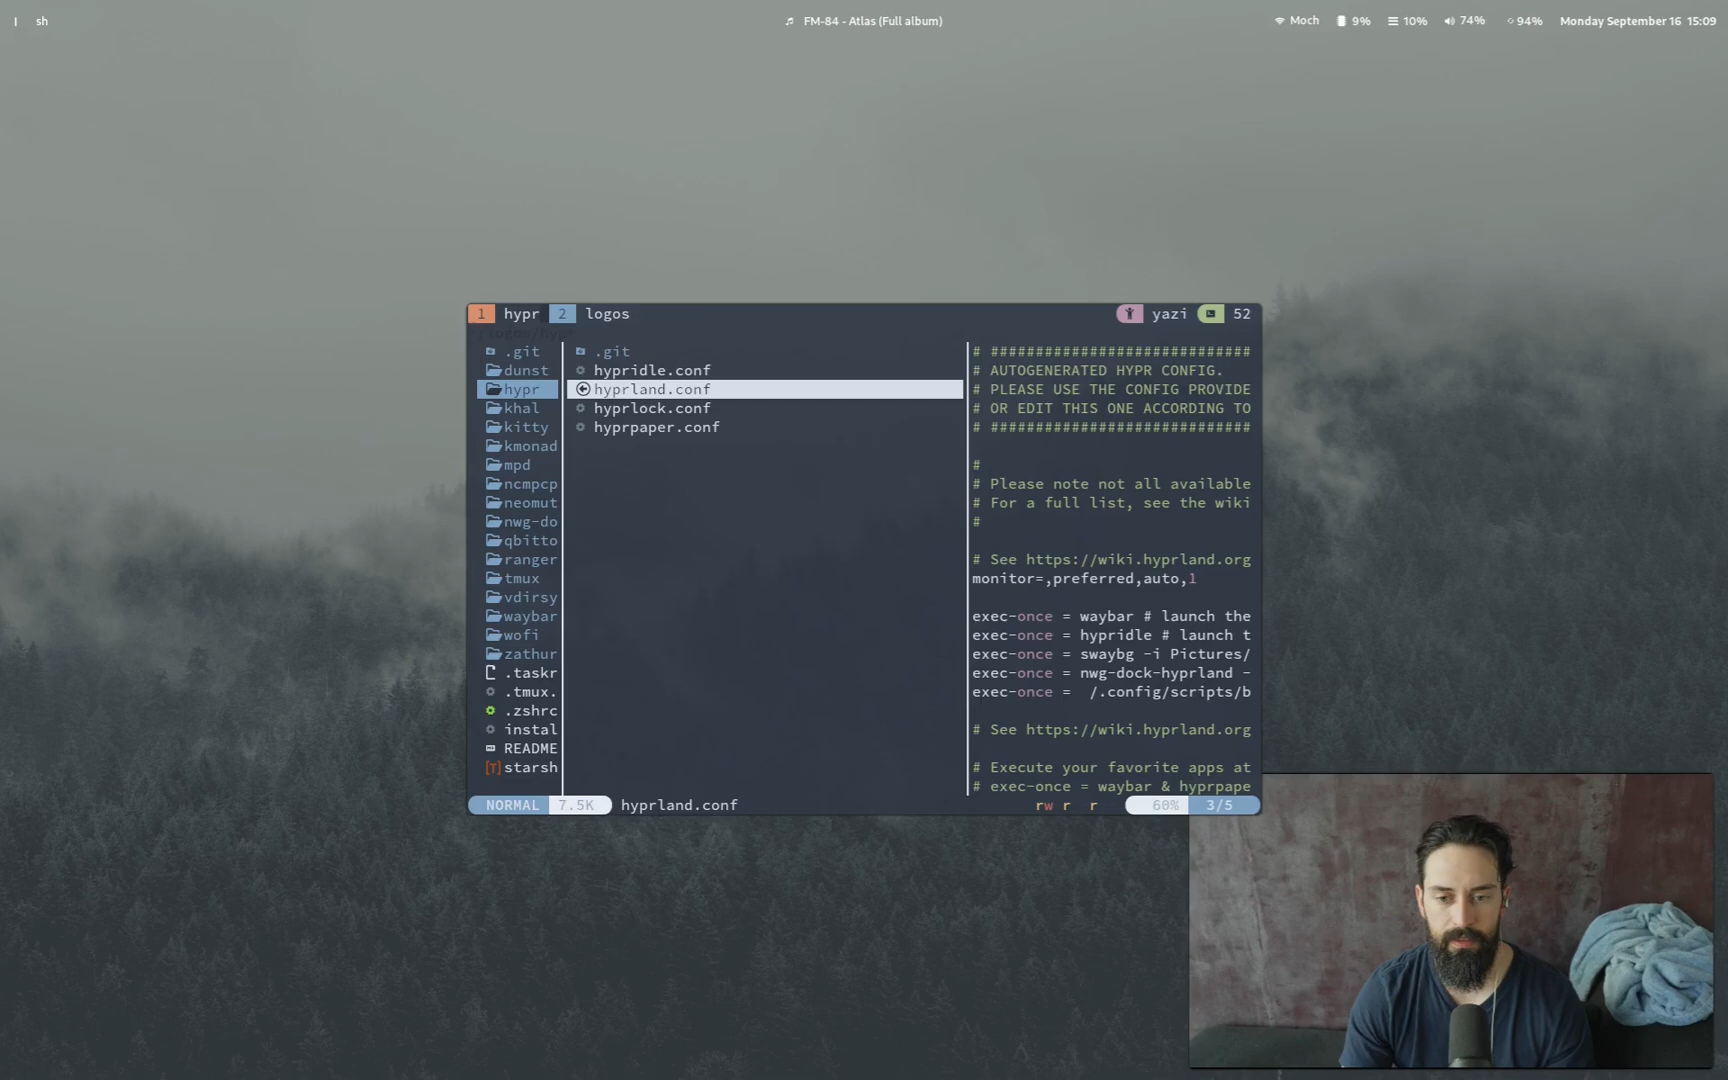 I sh
FM-84 - Atlas (Full album)
Moch 9% 10% 74% 94% Monday September 16 15:09
1 hypr 2 logos
yazi 52
.git
dunst
hypr
khal
kitty
kmonad
mpd
ncmpcp
neomut
nwg-do
qbitto
ranger
tmux
vdirsy
waybar
wofi
zathur
.taskr
.tmux.
.zshrc
instal
README
starsh
.git
hypridle.conf
hyprland.conf
hyprlock.conf
hyprpaper.conf
# #############################
# AUTOGENERATED HYPR CONFIG.
# PLEASE USE THE CONFIG PROVIDE
# OR EDIT THIS ONE ACCORDING TO
# #############################
#
# Please note not all available
# For a full list, see the wiki
#
# See https://wiki.hyprland.org
monitor=,preferred,auto,1
exec-once = waybar # launch the
exec-once = hypridle # launch t
exec-once = swaybg -i Pictures/
exec-once = nwg-dock-hyprland -
exec-once = /.config/scripts/b
# See https://wiki.hyprland.org
# Execute your favorite apps at
# exec-once = waybar & hyprpape
NORMAL 7.5K hyprland.conf
rw r r 60% 3/5